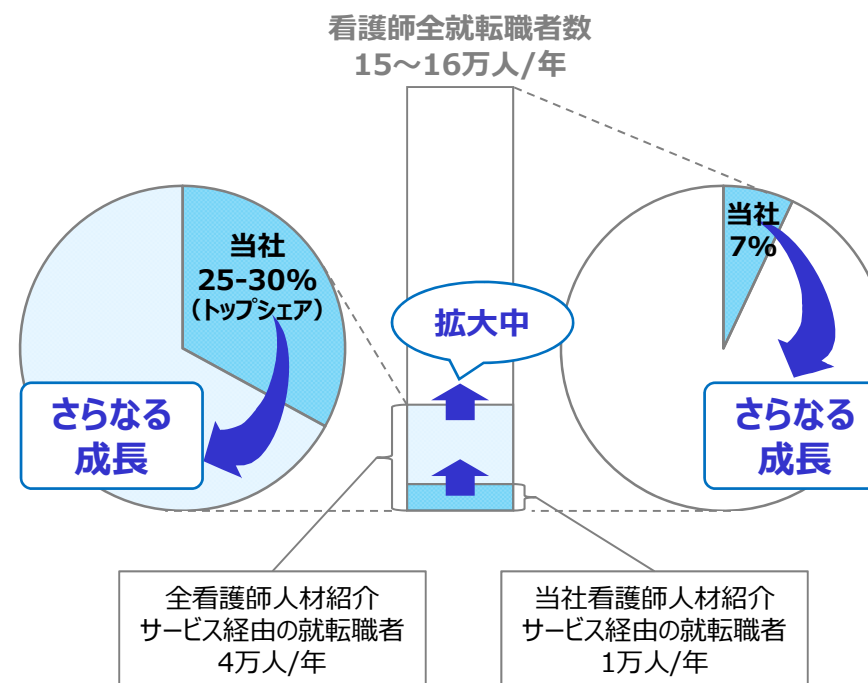 看護師全就転職者数
15～16万人/年
当社
25-30%
（トップシェア）
さらなる
成長
拡大中
当社
7%
さらなる
成長
全看護師人材紹介
サービス経由の就転職者
4万人/年
当社看護師人材紹介
サービス経由の就転職者
1万人/年